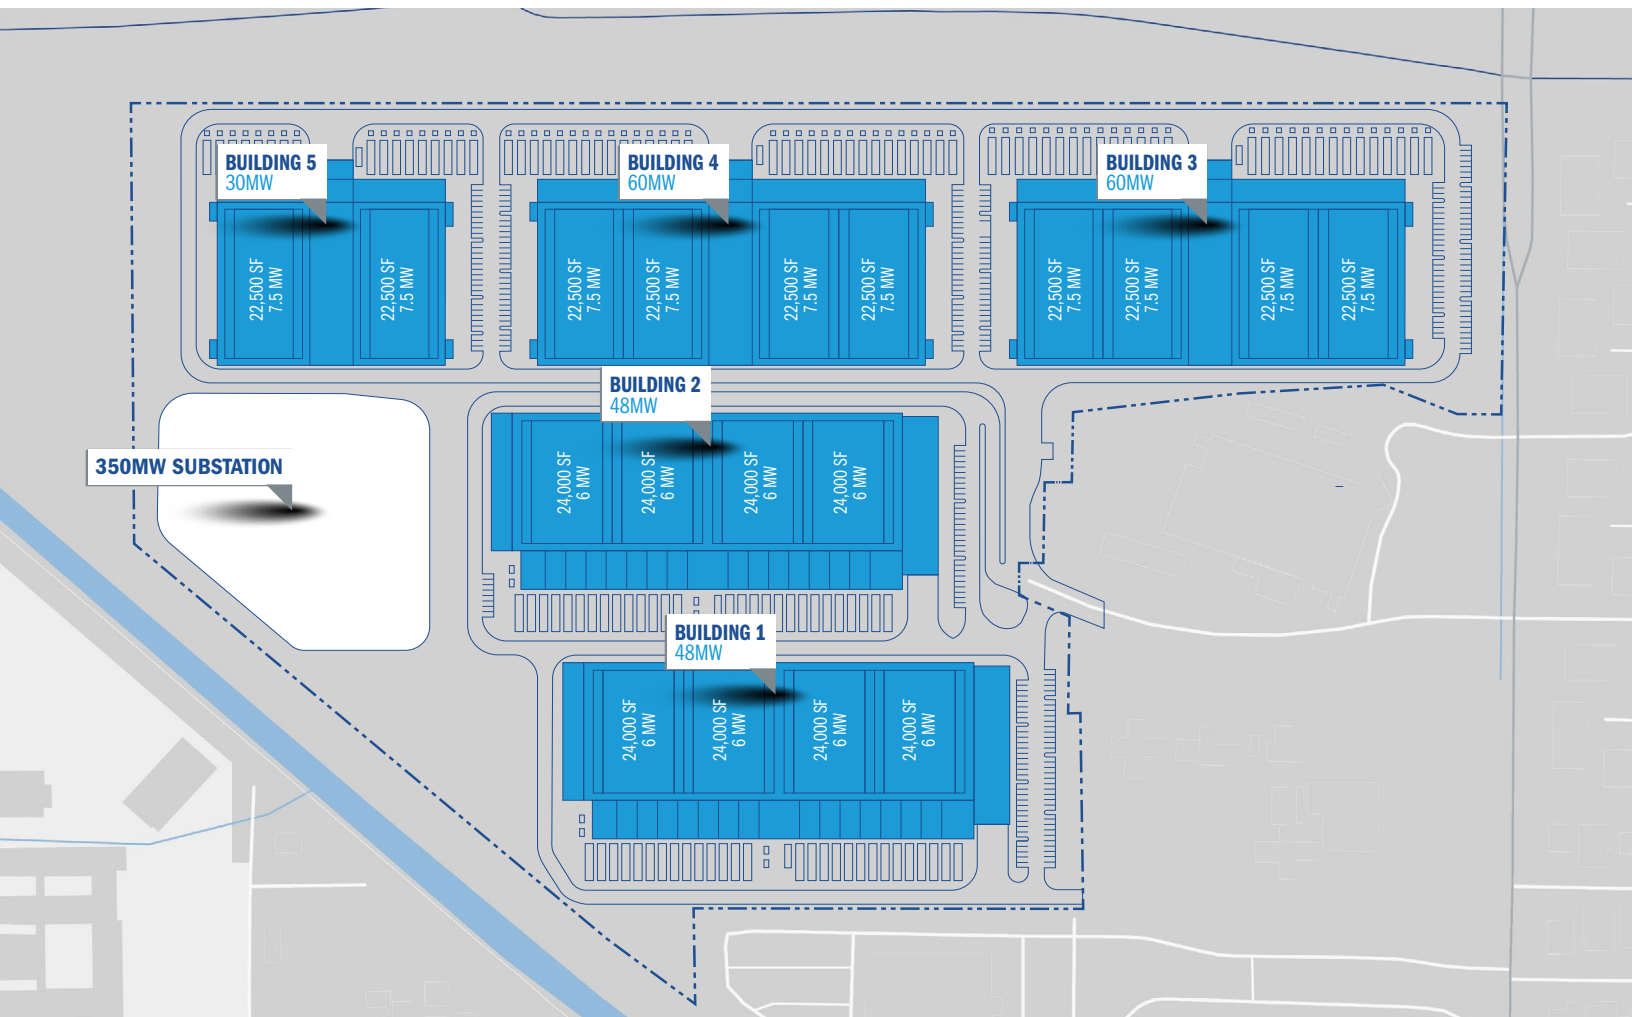 BUILDING 5
30MW
BUILDING 4
60MW
BUILDING 3
60MW
22,500 SF
7.5 MW
22,500 SF
7.5 MW
22,500 SF
7.5 MW
22,500 SF
7.5 MW
22,500 SF
7.5 MW
22,500 SF
7.5 MW
22,500 SF
7.5 MW
22,500 SF
7.5 MW
22,500 SF
7.5 MW
22,500 SF
7.5 MW
BUILDING 2
48MW
350MW SUBSTATION
24,000 SF
6 MW
24,000 SF
6 MW
24,000 SF
6 MW
24,000 SF
6 MW
BUILDING 1
48MW
24,000 SF
6 MW
24,000 SF
6 MW
24,000 SF
6 MW
24,000 SF
6 MW